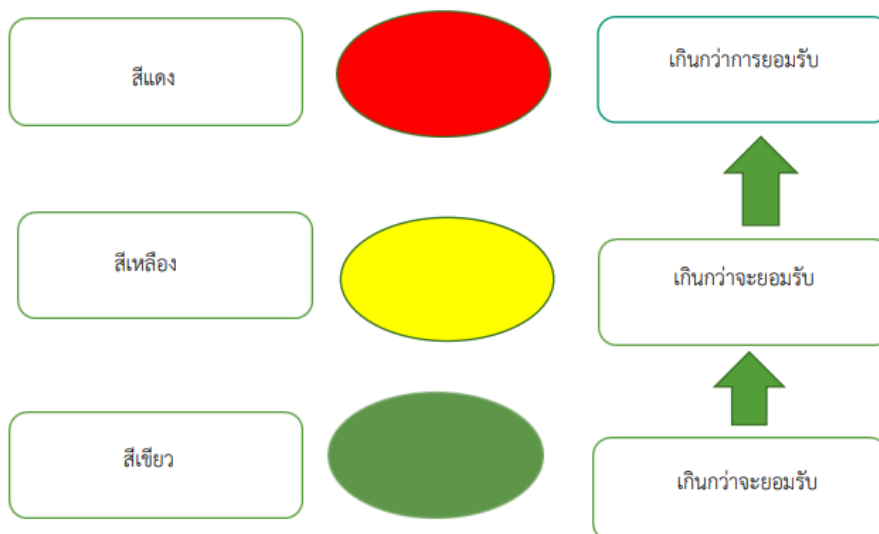 สีแดง
เกินกว่าการยอมรับ
สีเหลือง
เกินกว่าจะยอมรับ
สีเขียว
เกินกว่าจะยอมรับ